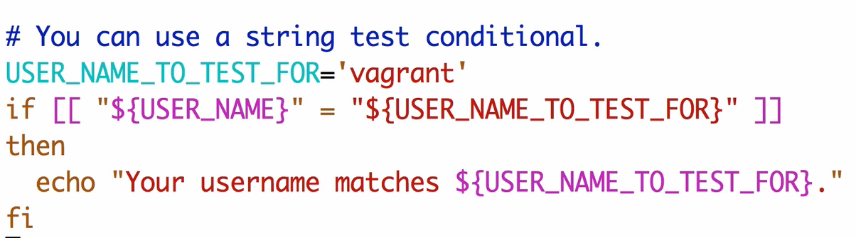 # You can use a string test conditional.
USER_NAME_TO_TEST_FOR='vagrant'
if [[ "${USER_NAME}" = "${USER_NAME_TO_TEST_FOR}" ]]
then
  echo "Your username matches ${USER_NAME_TO_TEST_FOR}."
fi